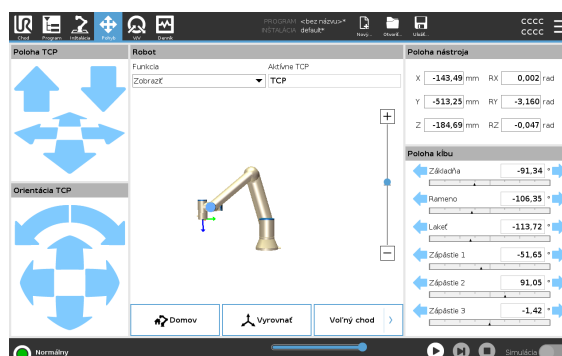 UR
PROGRAM <bez názvu>*
INŠTALÁCIA default*
CCCC
CCCC
Chod Program Inštalácia Pohyb V/V Denník Nový... Otvoriť... Uložiť...
Poloha TCP
Robot
Poloha nástroja
Funkcia
Aktívne TCP
Zobraziť
TCP
X -143,49 mm RX 0,002 rad
Y -513,25 mm RY -3,160 rad
Z -184,69 mm RZ -0,047 rad
Poloha kĺbu
Základňa -91,34 °
Orientácia TCP
Rameno -106,35 °
Lakeť -113,72 °
Zápästie 1 -51,65 °
Zápästie 2 91,05 °
Zápästie 3 -1,42 °
Domov
Vyrovnať
Voľný chod
Normálny
Simulácia